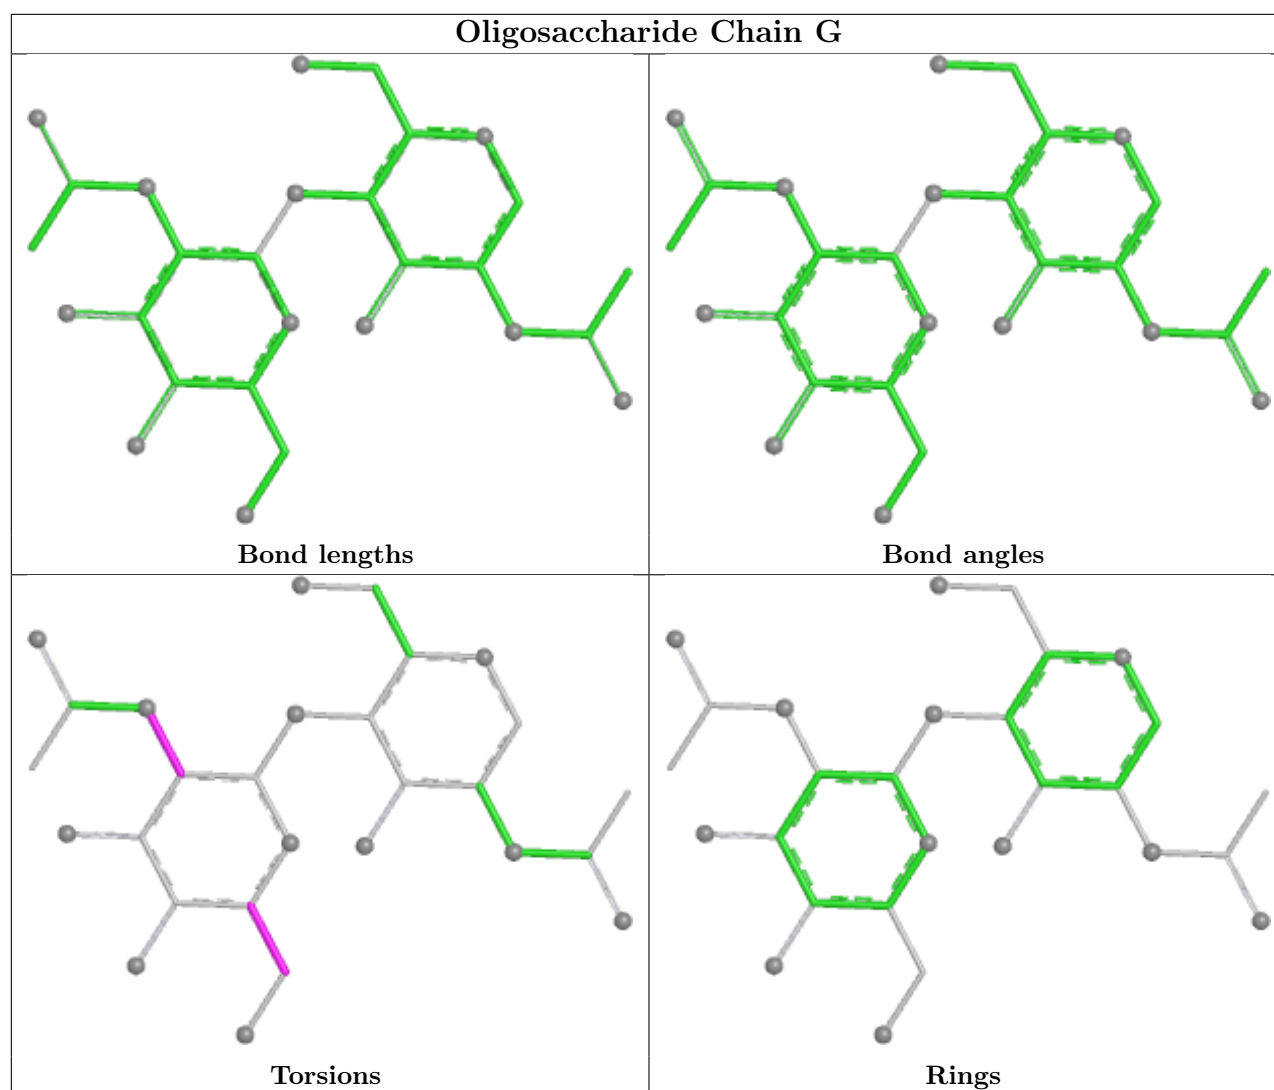 Oligosaccharide Chain G
Bond lengths
Bond angles
Torsions
Rings